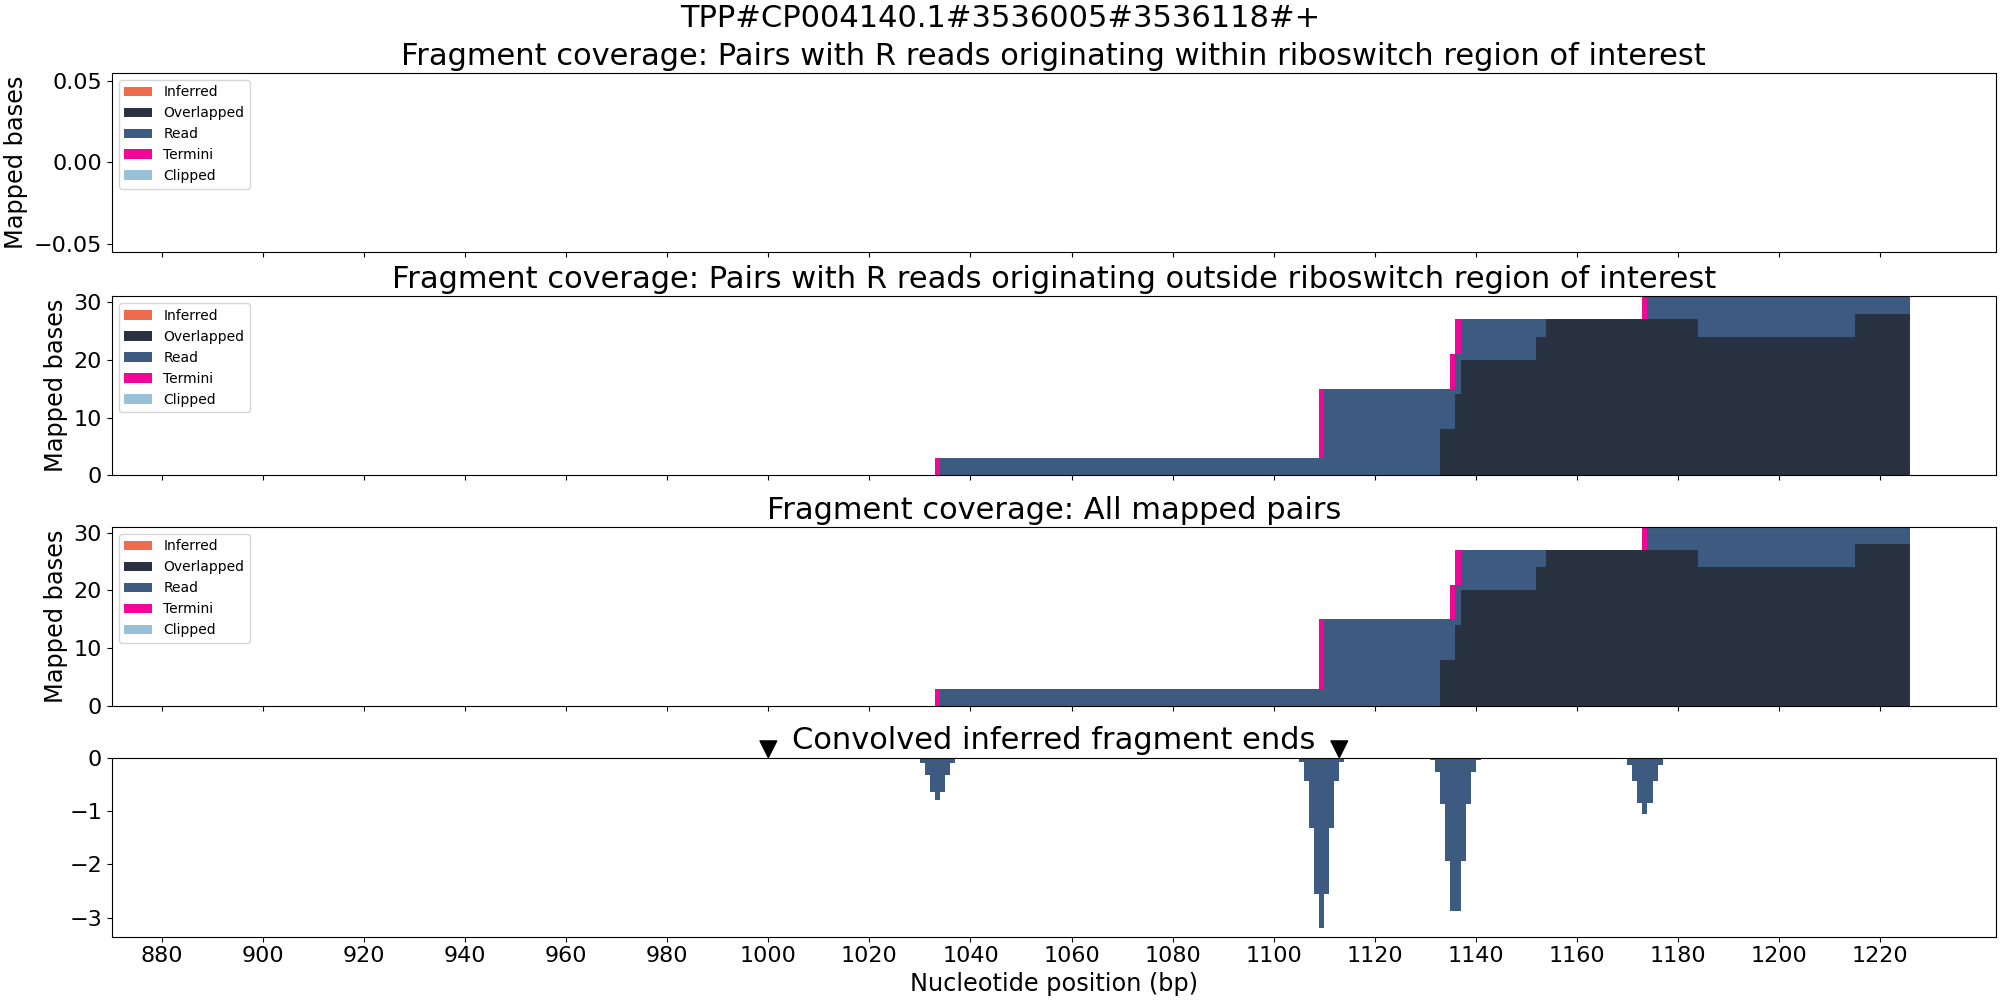 TPP#CP004140.1#3536005#3536118#+
Fragment coverage: Pairs with R reads originating within riboswitch region of interest
Mapped bases
0.05
0.00
−0.05
Inferred
Overlapped
Read
Termini
Clipped
Fragment coverage: Pairs with R reads originating outside riboswitch region of interest
Mapped bases
30
20
10
0
Inferred
Overlapped
Read
Termini
Clipped
Fragment coverage: All mapped pairs
Mapped bases
30
20
10
0
Inferred
Overlapped
Read
Termini
Clipped
Convolved inferred fragment ends
0
−1
−2
−3
880 900 920 940 960 980 1000 1020 1040 1060 1080 1100 1120 1140 1160 1180 1200 1220
Nucleotide position (bp)